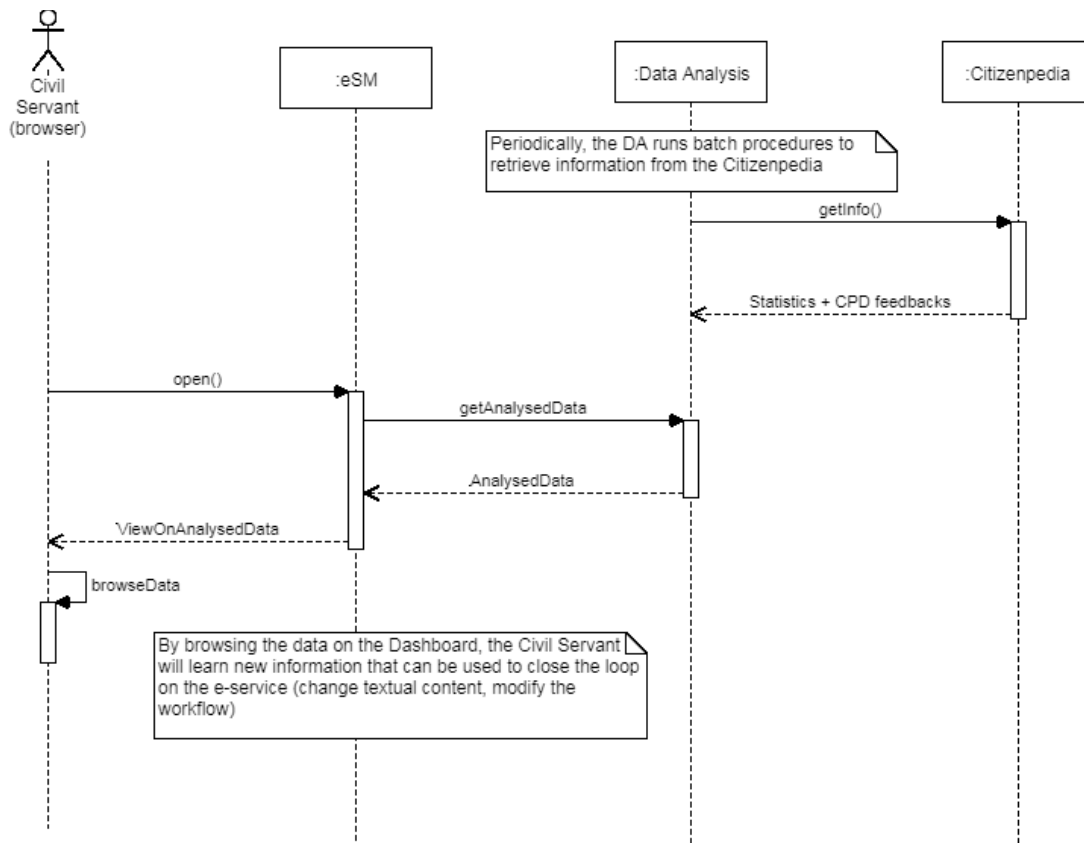 Civil
Servant
(browser)
:eSM
:Data Analysis
:Citizenpedia
Periodically, the DA runs batch procedures to
retrieve information from the Citizenpedia
getInfo()
Statistics + CPD feedbacks
open()
getAnalysedData
AnalysedData
ViewOnAnalysedData
browseData
By browsing the data on the Dashboard, the Civil Servant
will learn new information that can be used to close the loop
on the e-service (change textual content, modify the
workflow)